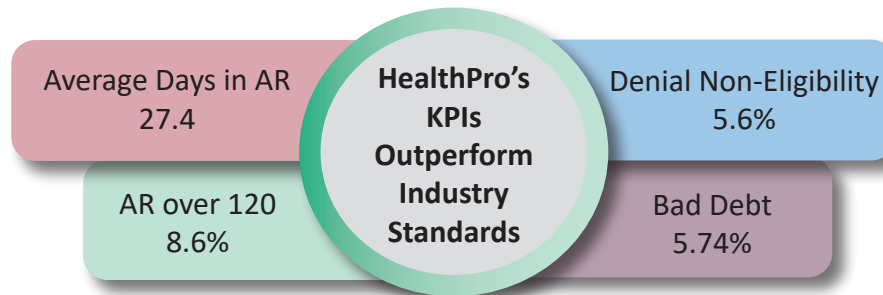 Average Days in AR
27.4
AR over 120
8.6%
HealthPro’s
KPIs
Outperform
Industry
Standards
Denial Non-Eligibility
5.6%
Bad Debt
5.74%